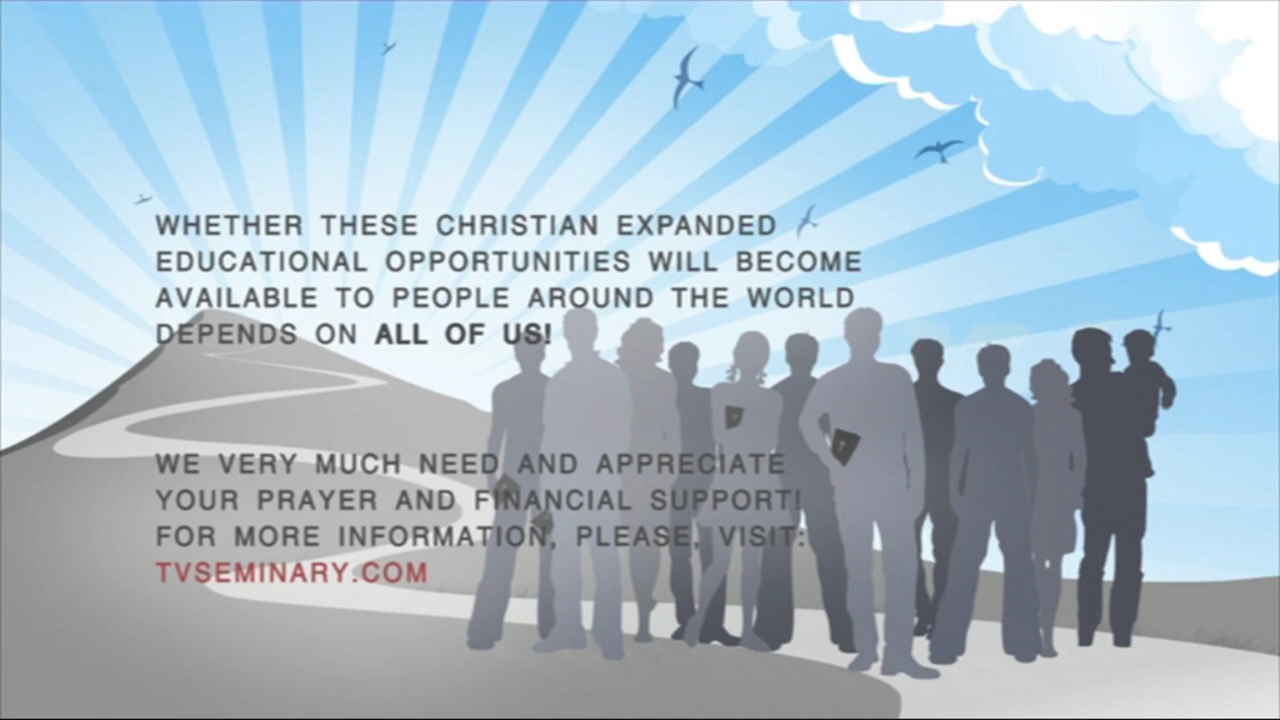 WHETHER THESE CHRISTIAN EXPANDED
EDUCATIONAL OPPORTUNITIES WILL BECOME
AVAILABLE TO PEOPLE AROUND THE WORLD
DEPENDS ON ALL OF US!
WE VERY MUCH NEED AND APPRECIATE
YOUR PRAYER AND FINANCIAL SUPPORT!
FOR MORE INFORMATION, PLEASE, VISIT:
TVSEMINARY.COM